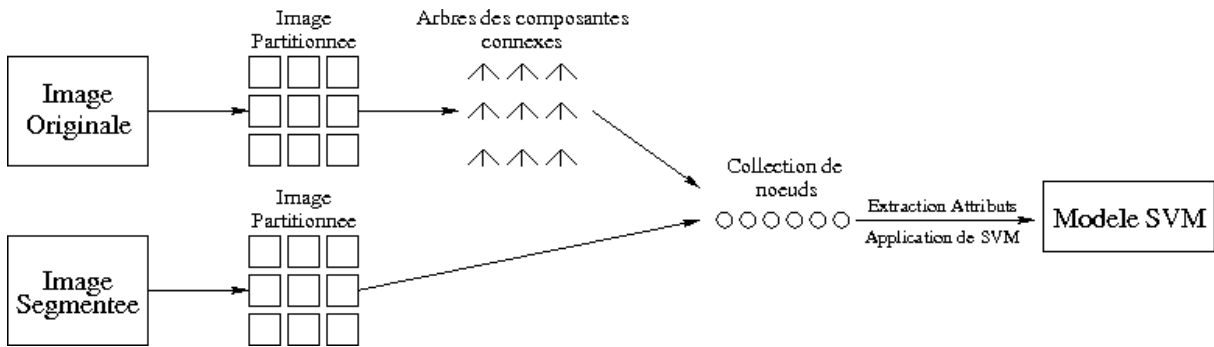 Image
Originale
Image
Partitionnee
Arbres des composantes
connexes
Image
Segmentee
Image
Partitionnee
Collection de
noeuds
Extraction Attributs
Application de SVM
Modele SVM